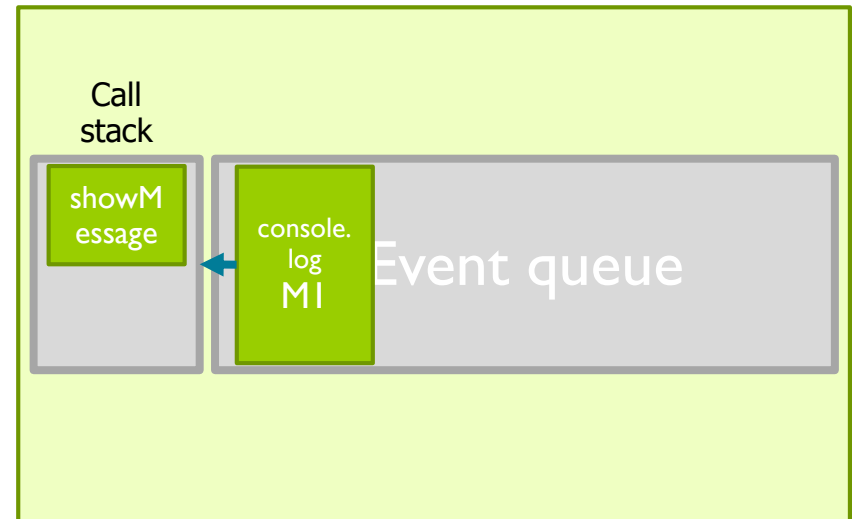 Call
stack
showM
essage
console.
log
M1
Event queue